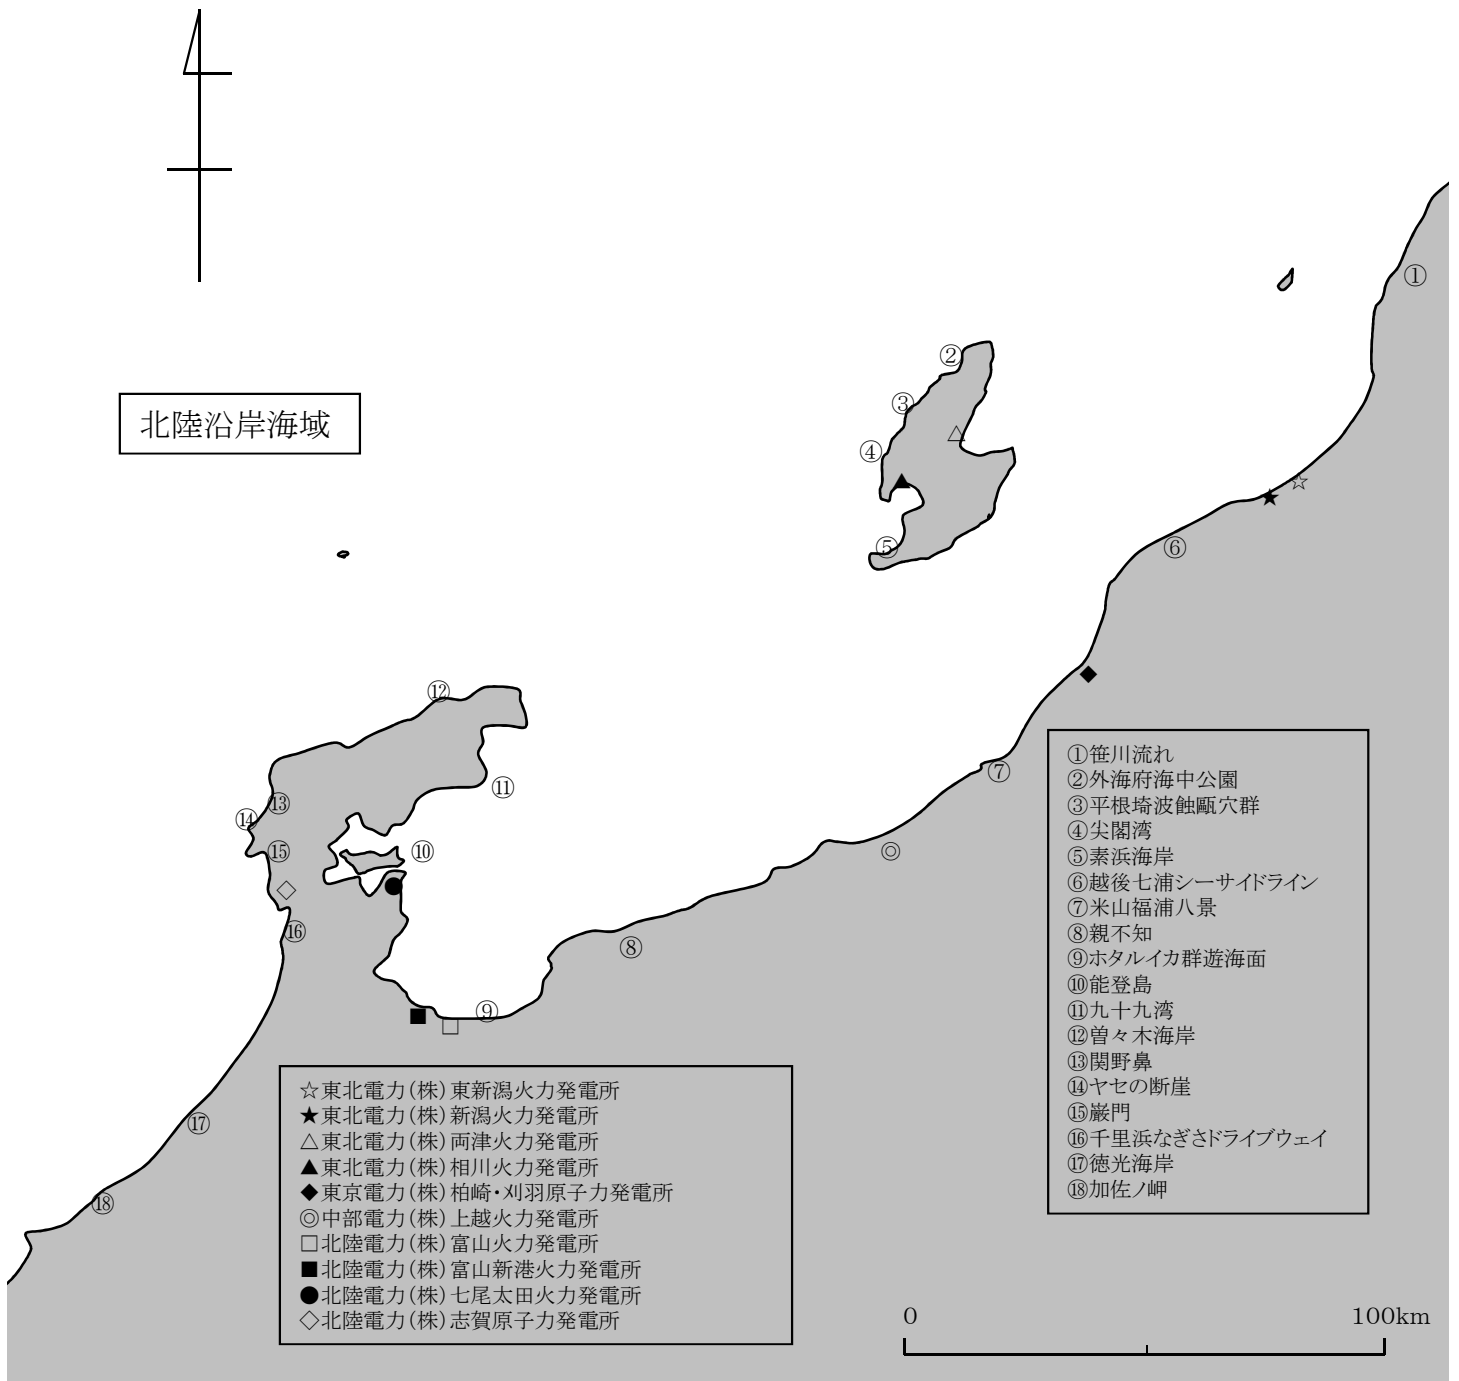 ①
②
③
北陸沿岸海域
④
△
▲
☆
★
⑤
⑥
◆
⑫
⑦
⑪
⑬
⑭
⑮
⑩
◎
◇
●
⑯
⑧
⑨
■
□
⑰
⑱
①笹川流れ
②外海府海中公園
③平根埼波蝕甌穴群
④尖閣湾
⑤素浜海岸
⑥越後七浦シーサイドライン
⑦米山福浦八景
⑧親不知
⑨ホタルイカ群遊海面
⑩能登島
⑪九十九湾
⑫曽々木海岸
⑬関野鼻
⑭ヤセの断崖
⑮巌門
⑯千里浜なぎさドライブウェイ
⑰徳光海岸
⑱加佐ノ岬
☆東北電力(株)東新潟火力発電所
★東北電力(株)新潟火力発電所
△東北電力(株)両津火力発電所
▲東北電力(株)相川火力発電所
◆東京電力(株)柏崎・刈羽原子力発電所
◎中部電力(株)上越火力発電所
□北陸電力(株)富山火力発電所
■北陸電力(株)富山新港火力発電所
●北陸電力(株)七尾太田火力発電所
◇北陸電力(株)志賀原子力発電所
0 100km